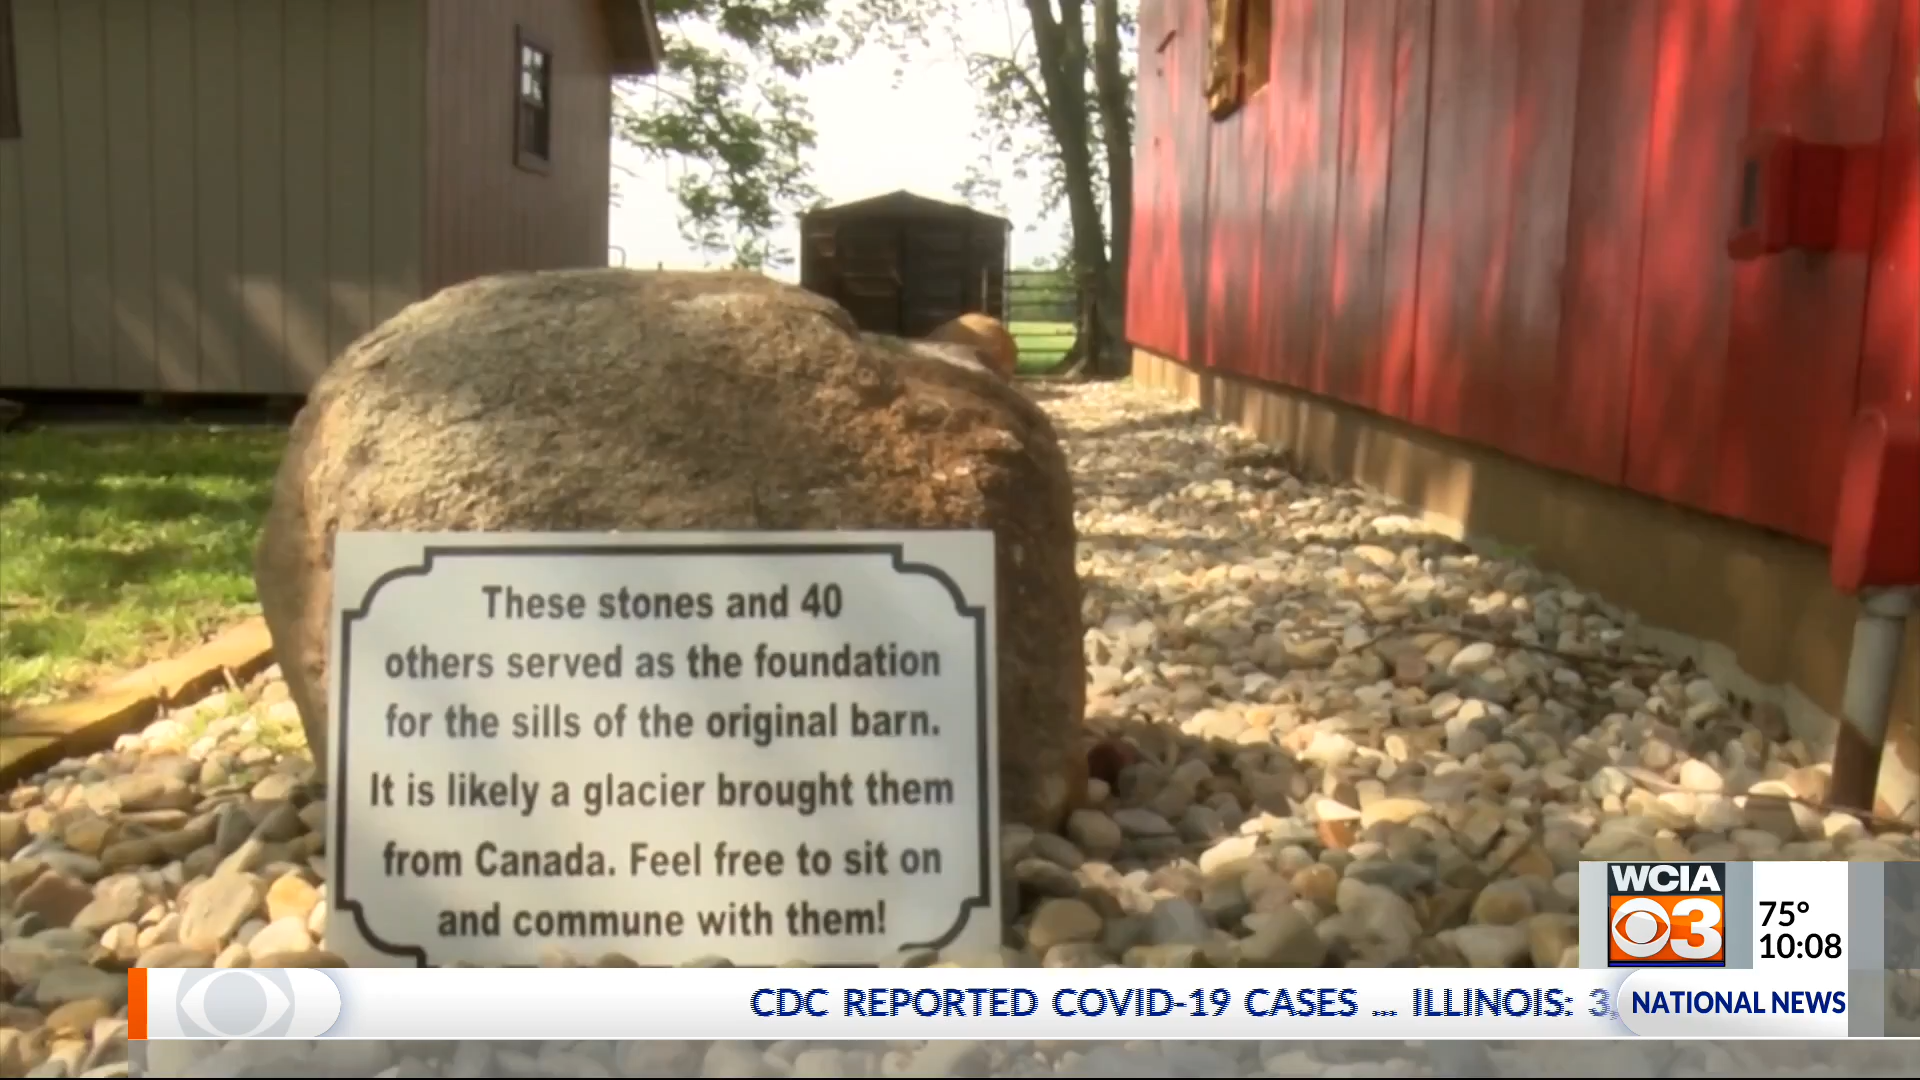 These stones and 40
others served as the foundation
for the sills of the original barn.
It is likely a glacier brought them
from Canada. Feel free to sit on
and commune with them!
WCIA
3
75°
10:08
CDC REPORTED COVID-19 CASES ... ILLINOIS: 3,
NATIONAL NEWS